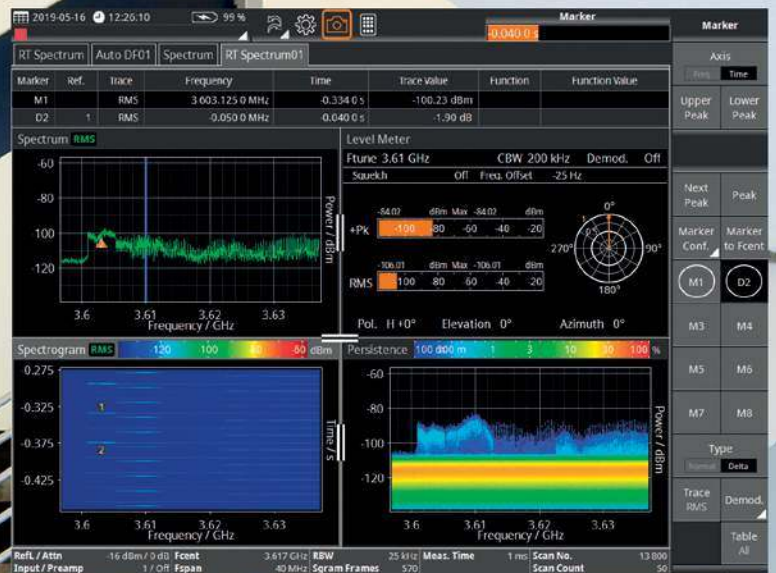 2019-05-16 12:26:10 99 % Marker
-0.040 0 s
Marker
RT Spectrum Auto DF01 Spectrum RT Spectrum01
Marker Ref. Trace Frequency Time Trace Value Function Function Value
M1 RMS 3 603.125 0 MHz -0.334 0 s -100.23 dBm
D2 1 RMS -0.050 0 MHz -0.040 0 s -1.90 dB
Spectrum RMS
-60
-80
-100
-120
Power / dBm
3.6 3.61 3.62 3.63
Frequency / GHz
Level Meter
Ftune 3.61 GHz CBW 200 kHz Demod. Off
Squelch Off Freq. Offset -25 Hz
-84.02 dBm Max -84.02 dBm
+Pk -100 -80 -60 -40 -20
-106.01 dBm Max -106.01 dBm
RMS -100 -80 -60 -40 -20
0°
1
0.5
270° 90°
180°
Pol. H +0° Elevation 0° Azimuth 0°
Spectrogram RMS -120 -100 -80 -60 dBm
0.275
-0.325
-0.375
-0.425
1
2
Time / s
3.6 3.61 3.62 3.63
Frequency / GHz
Persistence 100 m 1 3 10 30 100 %
-60
-80
-100
-120
Power / dBm
3.6 3.61 3.62 3.63
Frequency / GHz
Ref. / Attn -16 dBm / 0 dB Fcent 3.617 GHz RBW 25 kHz Meas. Time 1 ms Scan No. 13 800
Input / Preamp 1 / Off Fspan 40 MHz Sgram Frames 570 Scan Count 50
Axis
Freq Time
Upper Peak
Lower Peak
Next Peak
Peak
Marker Conf.
Marker to Fcent
M1 D2
M3 M4
M5 M6
M7 M8
Type
Normal Delta
Trace RMS
Demod.
Table All